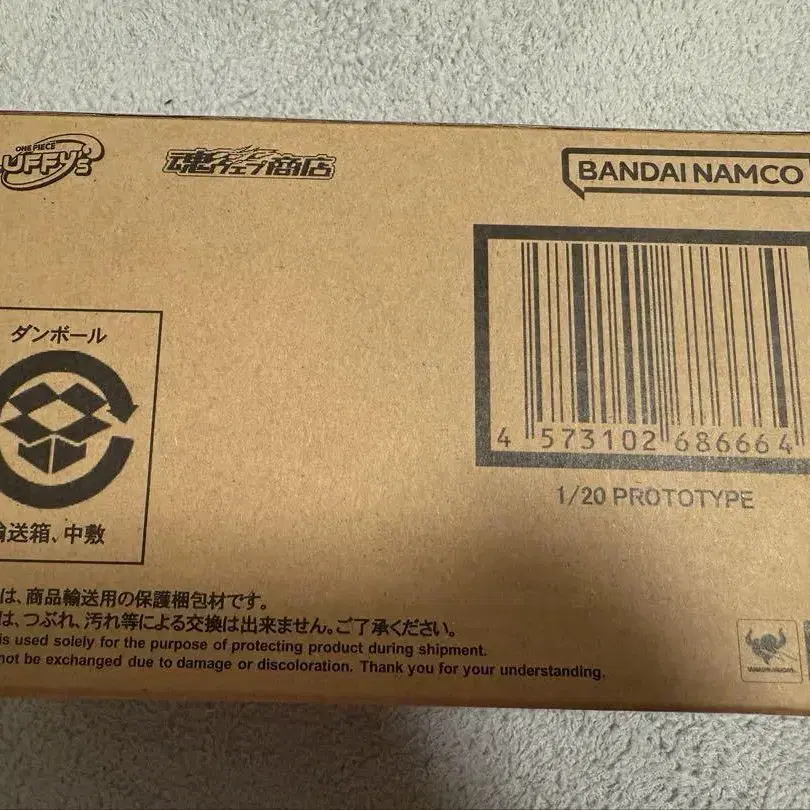 ONE PIECE
UFFY's
魂ウェブ商店
BANDAI NAMCO
ダンボール
4 573102 686664
1/20 PROTOTYPE
輸送箱、中敷
は、商品輸送用の保護梱包材です。
は、つぶれ、汚れ等による交換は出来ません。ご了承ください。
is used solely for the purpose of protecting product during shipment.
not be exchanged due to damage or discoloration. Thank you for your understanding.